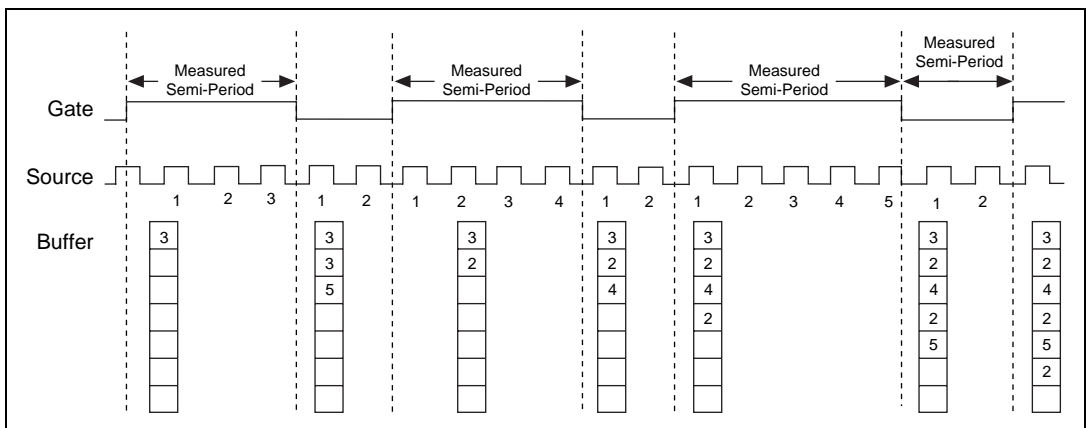 Measured
Semi-Period
Measured
Semi-Period
Measured
Semi-Period
Measured
Semi-Period
Gate
Source
1 2 3 1 2 1 2 3 4 1 2 1 2 3 4 5 1 2
Buffer
3 3 3 3 3 3 3
3 2 2 2 2 2
5 4 4 4 4
2 2 2
5 5
2